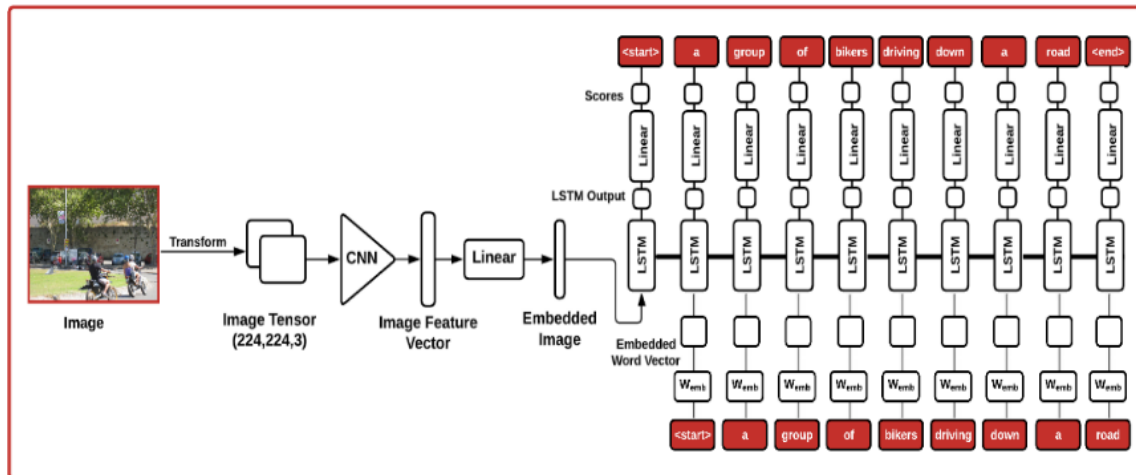 <start> a group of bikers driving down a road <end>
Scores
Linear Linear Linear Linear Linear Linear Linear Linear Linear Linear
LSTM Output
LSTM LSTM LSTM LSTM LSTM LSTM LSTM LSTM LSTM LSTM
Transform
CNN
Linear
Image
Image Tensor
(224,224,3)
Image Feature
Vector
Embedded
Image
Embedded
Word Vector
Wemb Wemb Wemb Wemb Wemb Wemb Wemb Wemb Wemb
<start> a group of bikers driving down a road